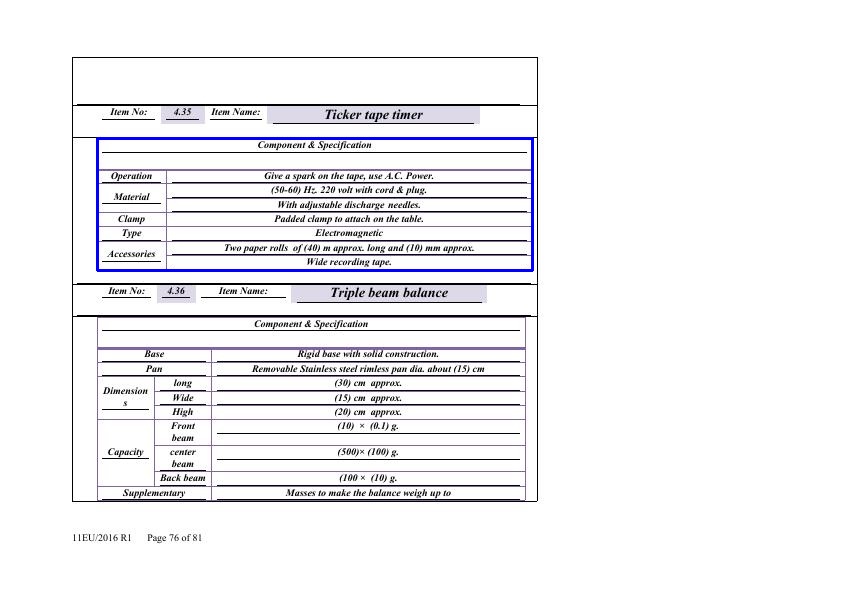 Item No: 4.35 Item Name: Ticker tape timer
Component & Specification
Operation Give a spark on the tape, use A.C. Power.
Material (50-60) Hz. 220 volt with cord & plug.
With adjustable discharge needles.
Clamp Padded clamp to attach on the table.
Type Electromagnetic
Accessories Two paper rolls of (40) m approx. long and (10) mm approx.
Wide recording tape.
Item No: 4.36 Item Name: Triple beam balance
Component & Specification
Base Rigid base with solid construction.
Pan Removable Stainless steel rimless pan dia. about (15) cm
Dimension
s
long (30) cm approx.
Wide (15) cm approx.
High (20) cm approx.
Capacity
Front
beam
(10) × (0.1) g.
center
beam
(500)× (100) g.
Back beam (100 × (10) g.
Supplementary Masses to make the balance weigh up to
11EU/2016 R1 Page 76 of 81